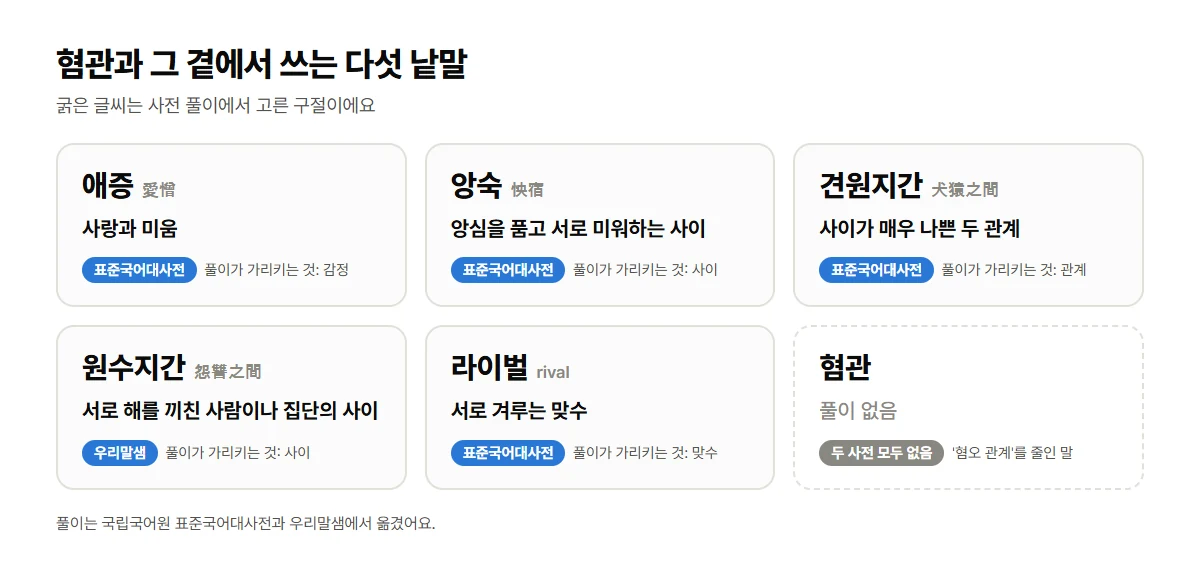 혐관과 그 곁에서 쓰는 다섯 낱말
굵은 글씨는 사전 풀이에서 고른 구절이에요
애증 愛憎
사랑과 미움
표준국어대사전 풀이가 가리키는 것: 감정
앙숙 怏宿
앙심을 품고 서로 미워하는 사이
표준국어대사전 풀이가 가리키는 것: 사이
견원지간 犬猿之間
사이가 매우 나쁜 두 관계
표준국어대사전 풀이가 가리키는 것: 관계
원수지간 怨讐之間
서로 해를 끼친 사람이나 집단의 사이
우리말샘 풀이가 가리키는 것: 사이
라이벌 rival
서로 겨루는 맞수
표준국어대사전 풀이가 가리키는 것: 맞수
혐관
풀이 없음
두 사전 모두 없음 '혐오 관계'를 줄인 말
풀이는 국립국어원 표준국어대사전과 우리말샘에서 옮겼어요.